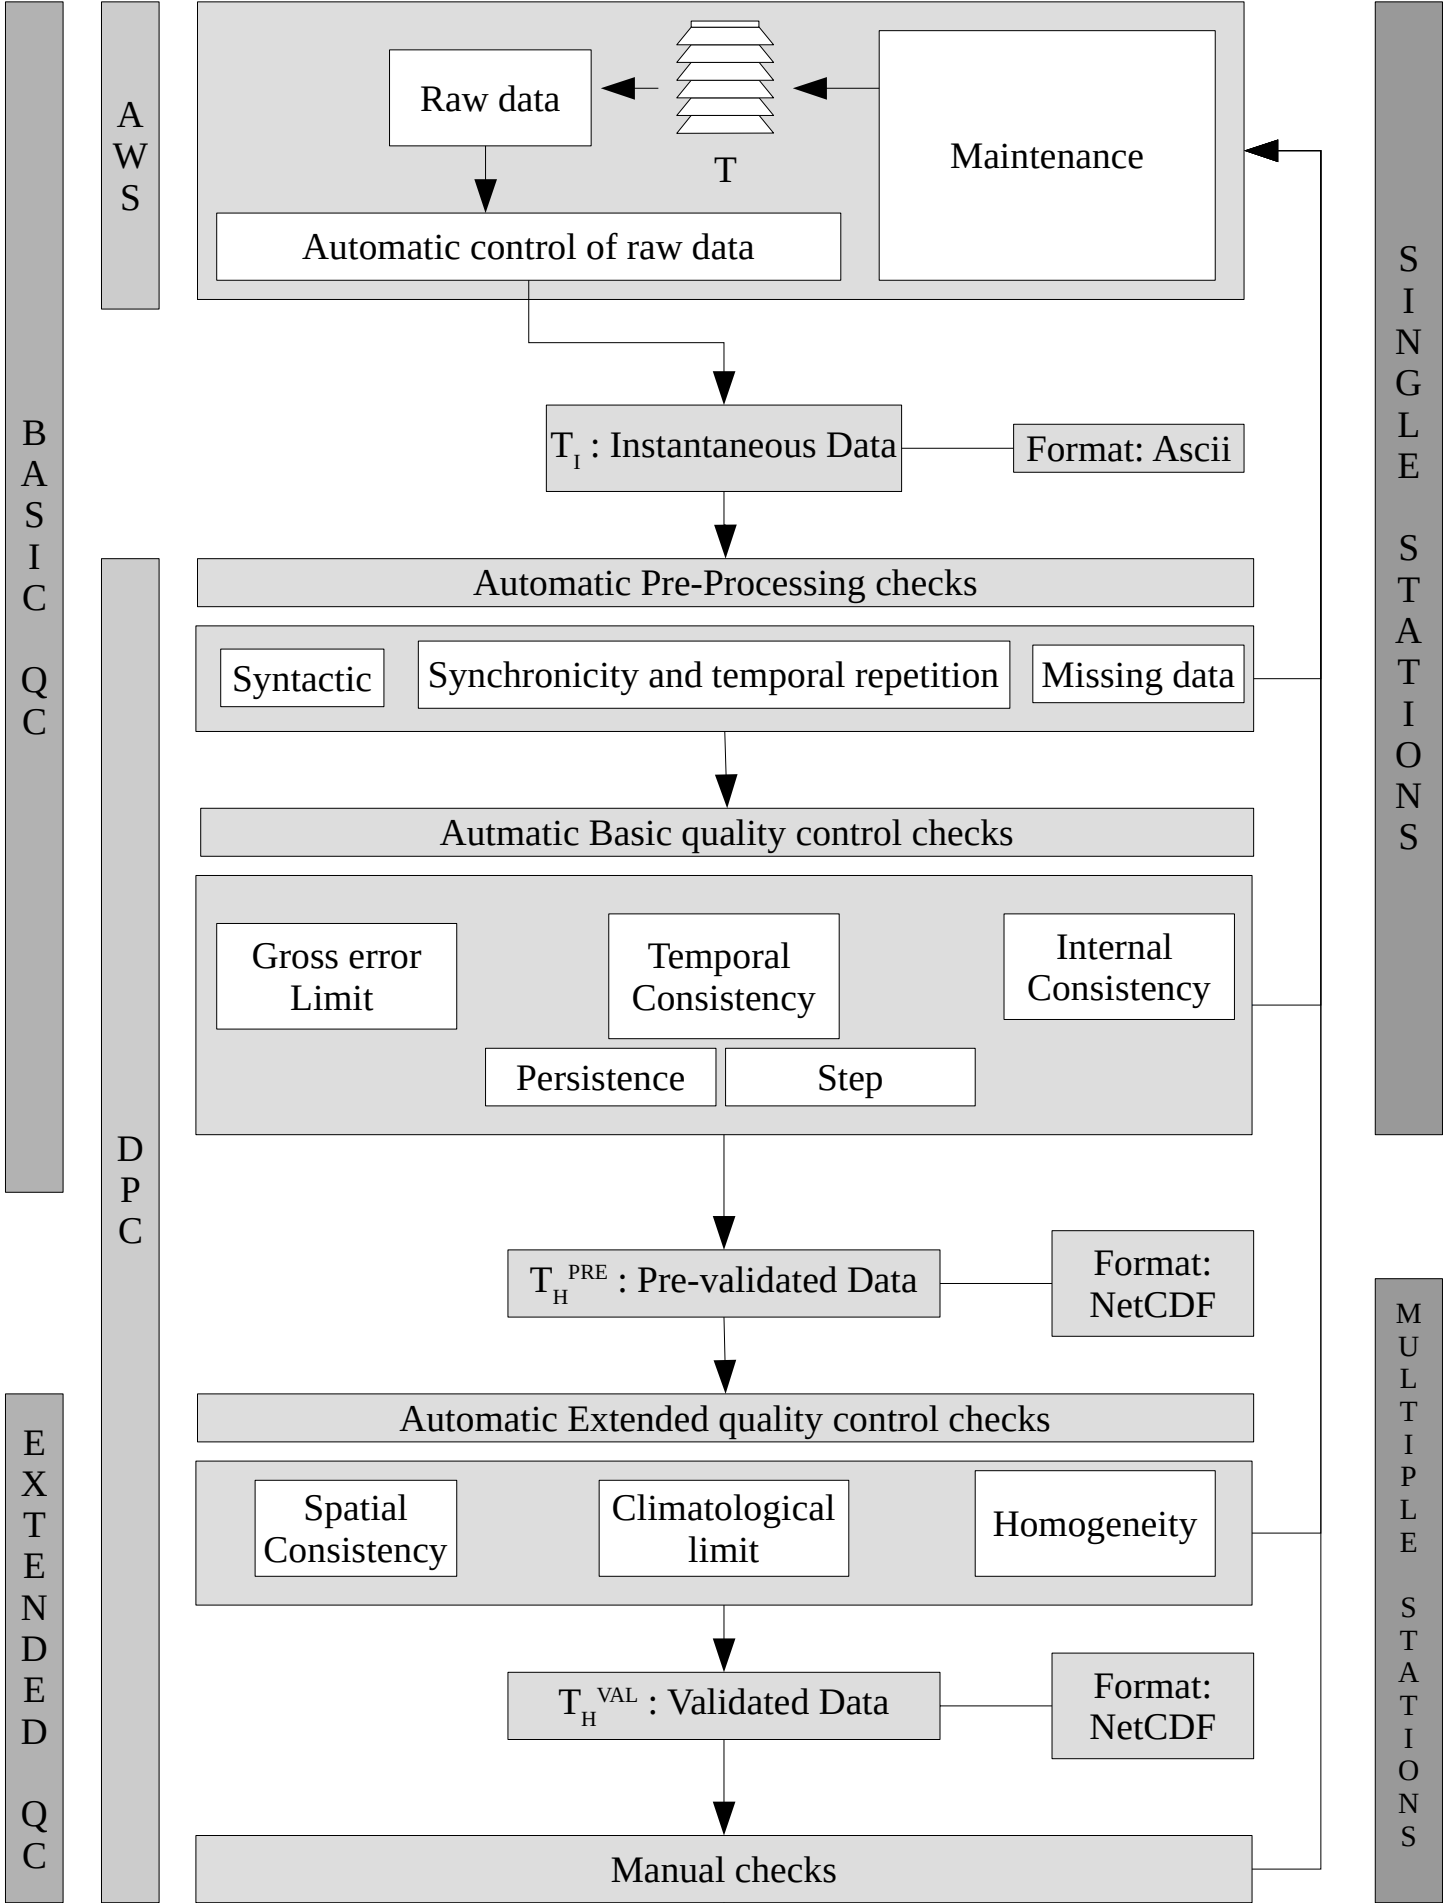 BASIC QC
AWS
Raw data
T
Maintenance
Automatic control of raw data
SINGLE STATIONS
T_I : Instantaneous Data
Format: Ascii
DPC
Automatic Pre-Processing checks
Syntactic
Synchronicity and temporal repetition
Missing data
Autmatic Basic quality control checks
Gross error
Limit
Temporal
Consistency
Internal
Consistency
Persistence
Step
T_H^PRE : Pre-validated Data
Format:
NetCDF
MULTIPLE STATIONS
EXTENDED QC
Automatic Extended quality control checks
Spatial
Consistency
Climatological
limit
Homogeneity
T_H^VAL : Validated Data
Format:
NetCDF
Manual checks